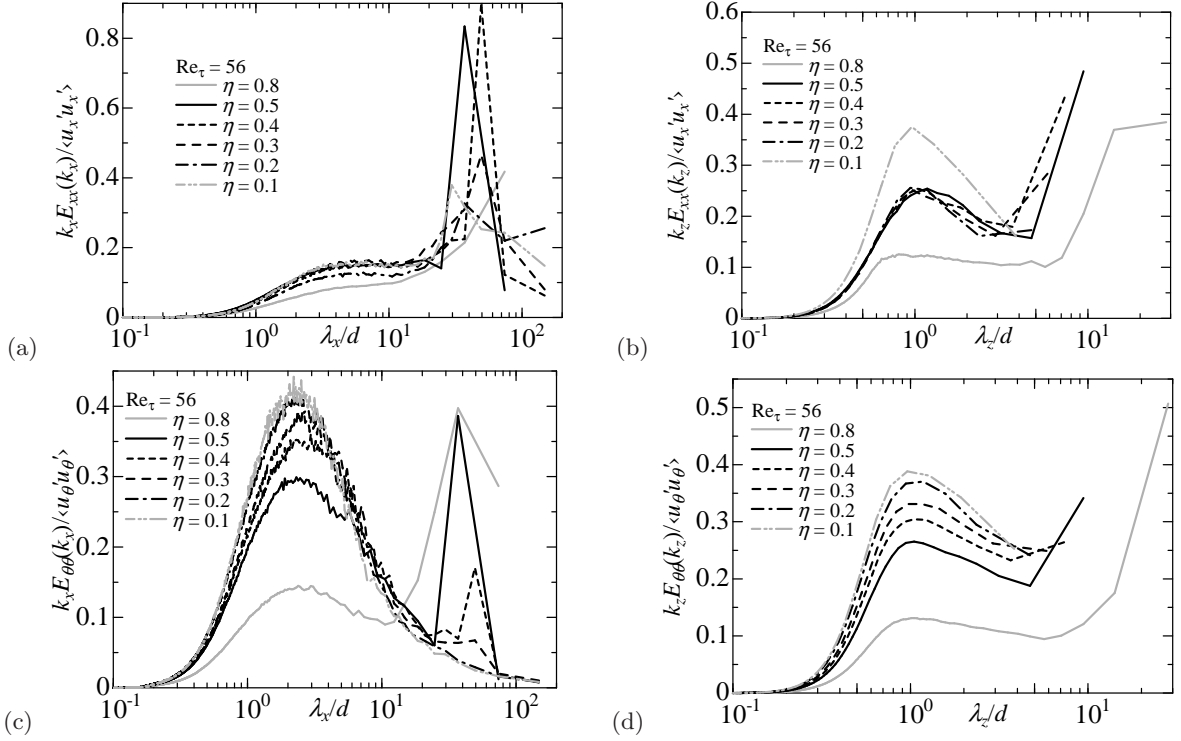 0.8
0.6
0.4
0.2
0
k_x E_xx(k_x)/‹u_x'u_x'›
Re_τ = 56
η = 0.8
η = 0.5
η = 0.4
η = 0.3
η = 0.2
η = 0.1
10^-1
10^0
λ_x/d
10^1
10^2
(a)
0.6
0.5
0.4
0.3
0.2
0.1
0
k_z E_xx(k_z)/‹u_x'u_x'›
Re_τ = 56
η = 0.8
η = 0.5
η = 0.4
η = 0.3
η = 0.2
η = 0.1
10^-1
10^0
λ_z/d
10^1
(b)
0.4
0.3
0.2
0.1
0
k_x E_θθ(k_x)/‹u_θ'u_θ'›
Re_τ = 56
η = 0.8
η = 0.5
η = 0.4
η = 0.3
η = 0.2
η = 0.1
10^-1
10^0
λ_x/d
10^1
10^2
(c)
0.5
0.4
0.3
0.2
0.1
0
k_z E_θθ(k_z)/‹u_θ'u_θ'›
Re_τ = 56
η = 0.8
η = 0.5
η = 0.4
η = 0.3
η = 0.2
η = 0.1
10^-1
10^0
λ_z/d
10^1
(d)